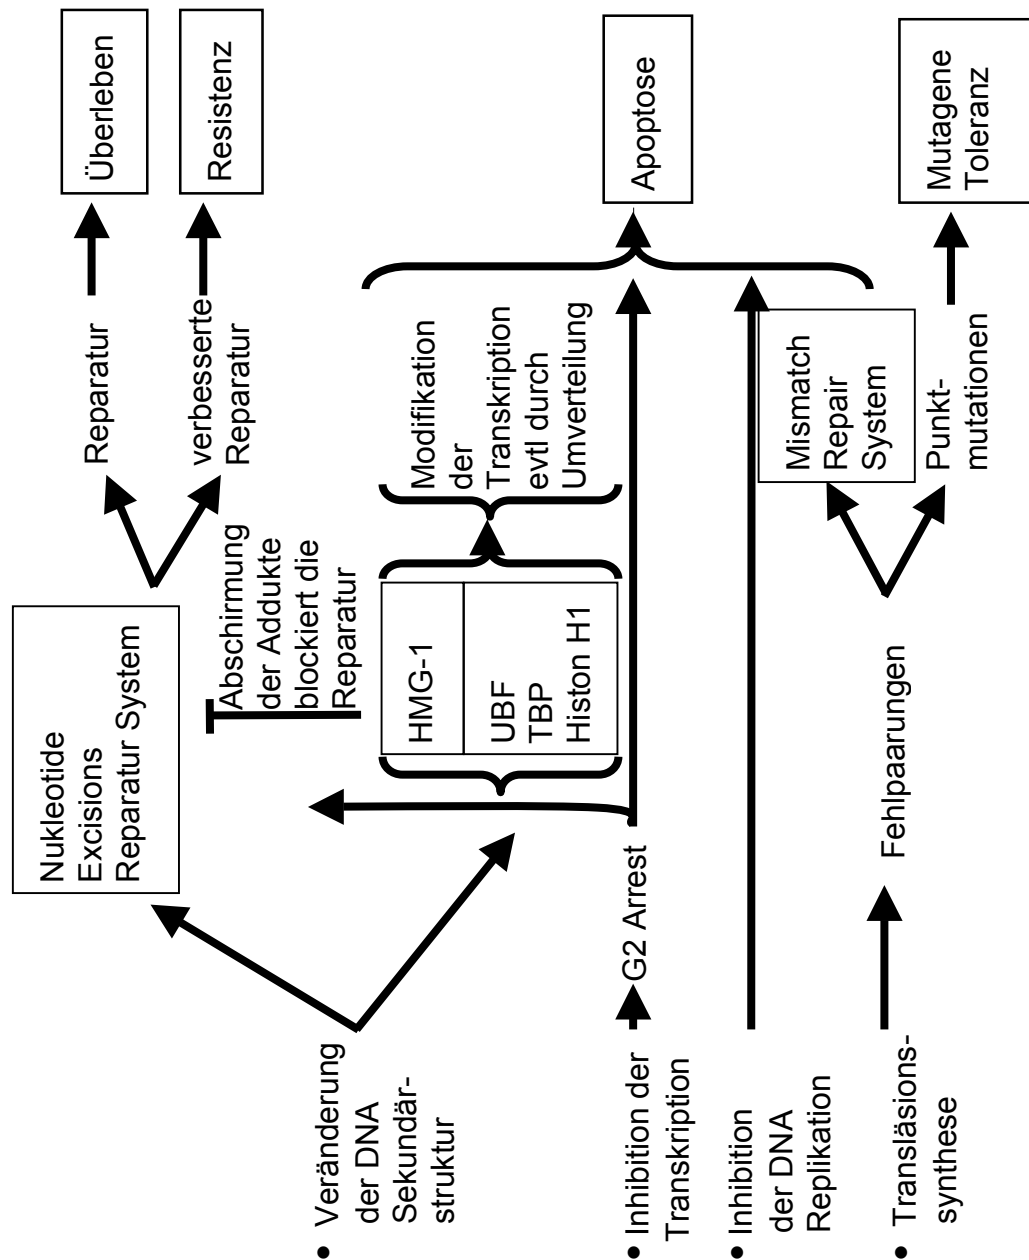 • Veränderung
der DNA
Sekundär-
struktur
• Inhibition der
Transkription
• Inhibition
der DNA
Replikation
• Transläsions-
synthese
Nukleotide
Excisions
Reparatur System
G2 Arrest
Fehlpaarungen
Abschirmung
der Addukte
blockiert die
Reparatur
HMG-1
UBF
TBP
Histon H1
Reparatur
verbesserte
Reparatur
Modifikation
der
Transkription
evtl durch
Umverteilung
Mismatch
Repair
System
Punkt-
mutationen
Überleben
Resistenz
Apoptose
Mutagene
Toleranz